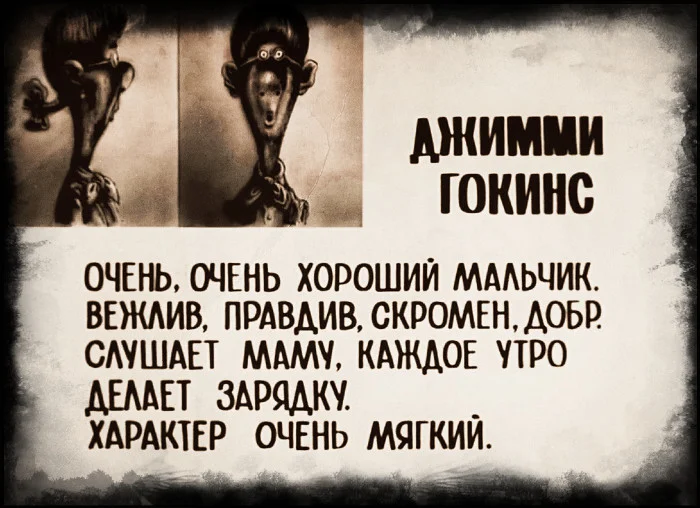 ДЖИММИ
ГОКИНС
ОЧЕНЬ, ОЧЕНЬ ХОРОШИЙ МАЛЬЧИК.
ВЕЖЛИВ, ПРАВДИВ, СКРОМЕН, ДОБР.
СЛУШАЕТ МАМУ, КАЖДОЕ УТРО
ДЕЛАЕТ ЗАРЯДКУ.
ХАРАКТЕР ОЧЕНЬ МЯГКИЙ.